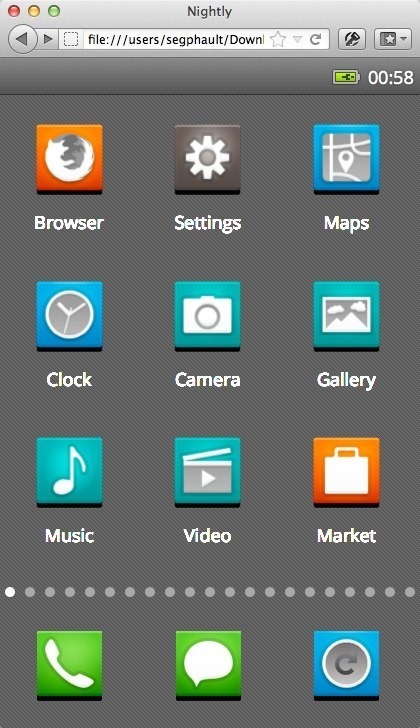 Nightly
file:///users/segphault/Downl
00:58
Browser Settings Maps
Clock Camera Gallery
Music Video Market